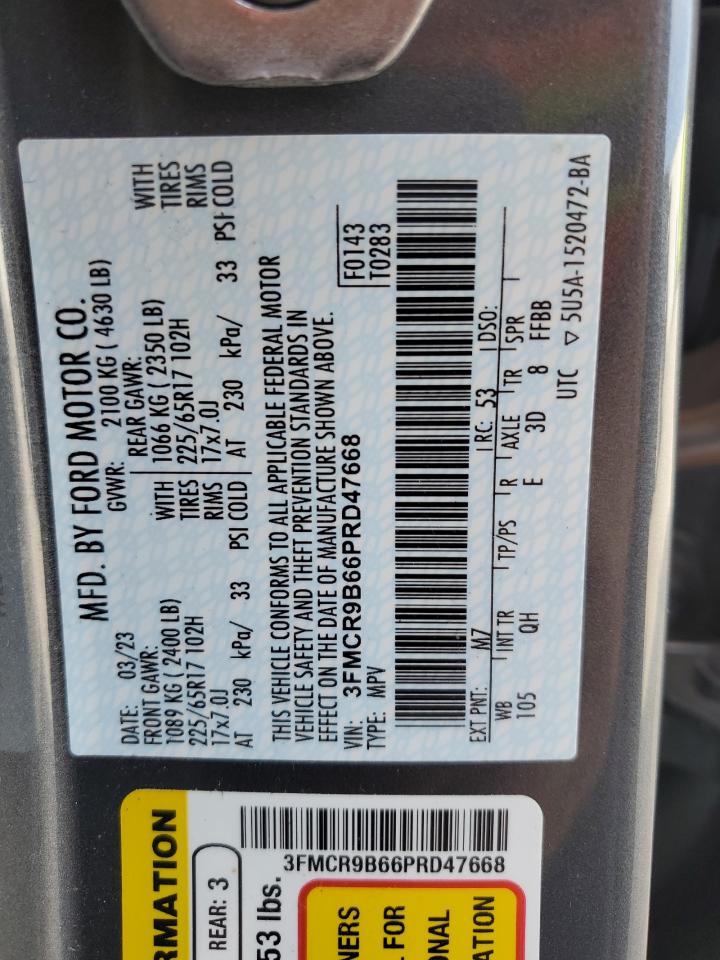 MFD. BY FORD MOTOR CO.
DATE: 03/23 GVWR: 2100 KG ( 4630 LB)
FRONT GAWR: REAR GAWR:
1089 KG ( 2400 LB) WITH 1066 KG ( 2350 LB) WITH
225/65R17 102H TIRES 225/65R17 102H TIRES
17x7.0J RIMS 17x7.0J RIMS
AT 230 kPa/ 33 PSI COLD AT 230 kPa/ 33 PSI COLD
THIS VEHICLE CONFORMS TO ALL APPLICABLE FEDERAL MOTOR
VEHICLE SAFETY AND THEFT PREVENTION STANDARDS IN
EFFECT ON THE DATE OF MANUFACTURE SHOWN ABOVE.
F0143
T0283
VIN: 3FMCR9B66PRD47668
TYPE: MPV
EXT PNT: M7 RC: 53 DSO:
WB INT TR TP/PS R AXLE TR SPR
105 QH E 3D 8 FFBB
UTC ▽ 5U5A-1520472-BA
RMATION
REAR: 3
53 lbs.
3FMCR9B66PRD47668
NERS
L FOR
ONAL
ATION